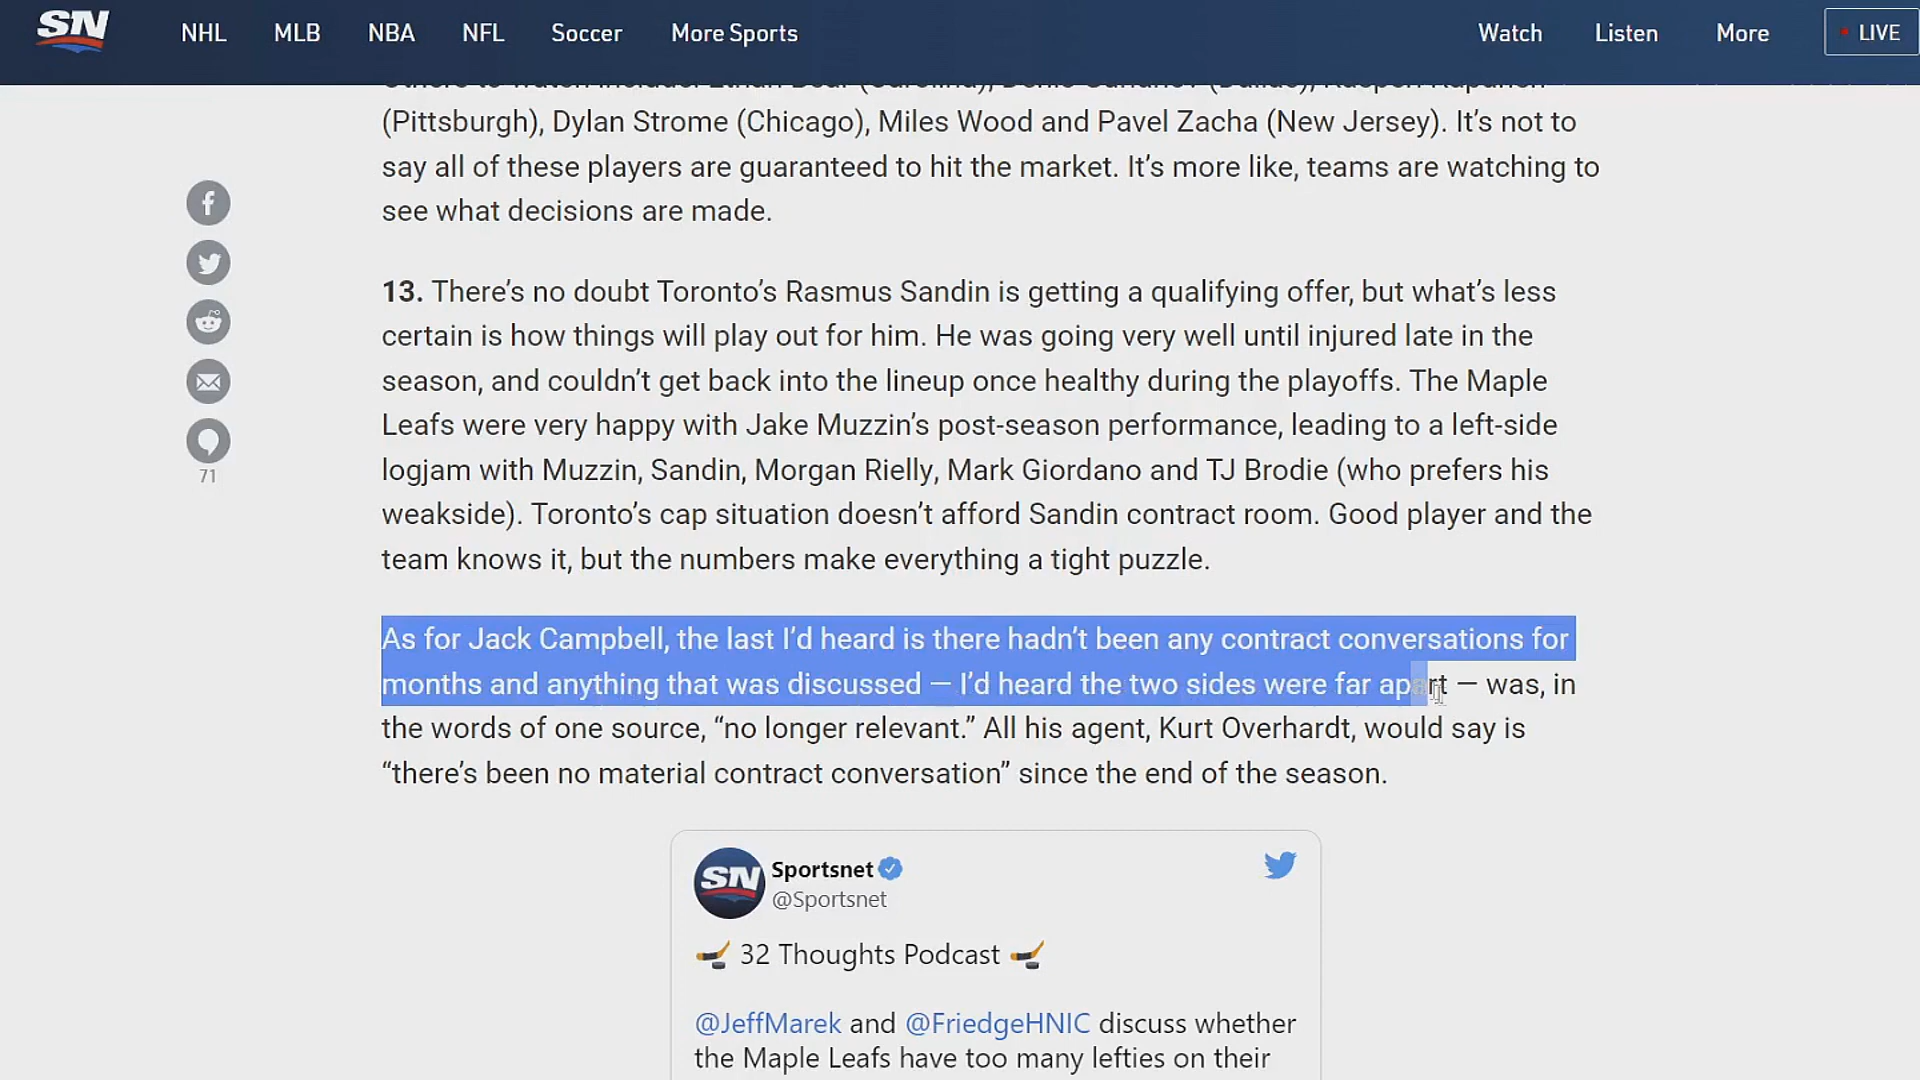 SN NHL MLB NBA NFL Soccer More Sports Watch Listen More LIVE
(Pittsburgh), Dylan Strome (Chicago), Miles Wood and Pavel Zacha (New Jersey). It’s not to
say all of these players are guaranteed to hit the market. It’s more like, teams are watching to
see what decisions are made.
13. There’s no doubt Toronto’s Rasmus Sandin is getting a qualifying offer, but what’s less
certain is how things will play out for him. He was going very well until injured late in the
season, and couldn’t get back into the lineup once healthy during the playoffs. The Maple
Leafs were very happy with Jake Muzzin’s post-season performance, leading to a left-side
logjam with Muzzin, Sandin, Morgan Rielly, Mark Giordano and TJ Brodie (who prefers his
weakside). Toronto’s cap situation doesn’t afford Sandin contract room. Good player and the
team knows it, but the numbers make everything a tight puzzle.
71
As for Jack Campbell, the last I’d heard is there hadn’t been any contract conversations for
months and anything that was discussed — I’d heard the two sides were far apart — was, in
the words of one source, “no longer relevant.” All his agent, Kurt Overhardt, would say is
“there’s been no material contract conversation” since the end of the season.
SN Sportsnet
@Sportsnet
32 Thoughts Podcast
@JeffMarek and @FriedgeHNIC discuss whether
the Maple Leafs have too many lefties on their